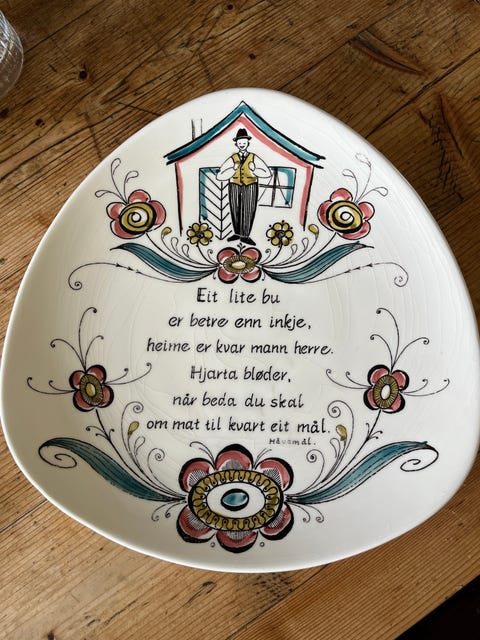 Eit lite bu
er betre enn inkje,
heime er kvar mann herre.
Hjarta bløder,
når beda du skal
om mat til kvart eit mål.
Håvamål.